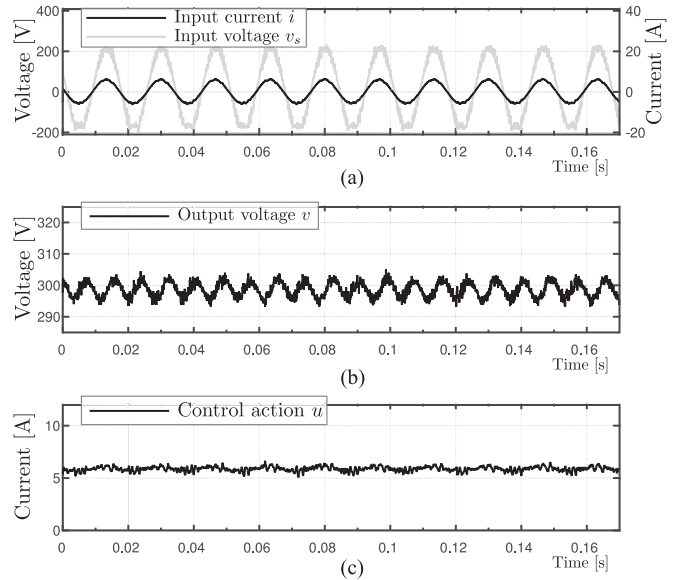 Voltage [V]
400
200
0
-200
Input current i
Input voltage v_s
40
20
0
-20
Current [A]
0 0.02 0.04 0.06 0.08 0.1 0.12 0.14 0.16
Time [s]
(a)
Voltage [V]
320
310
300
290
Output voltage v
0 0.02 0.04 0.06 0.08 0.1 0.12 0.14 0.16
Time [s]
(b)
Current [A]
10
5
0
Control action u
0 0.02 0.04 0.06 0.08 0.1 0.12 0.14 0.16
Time [s]
(c)